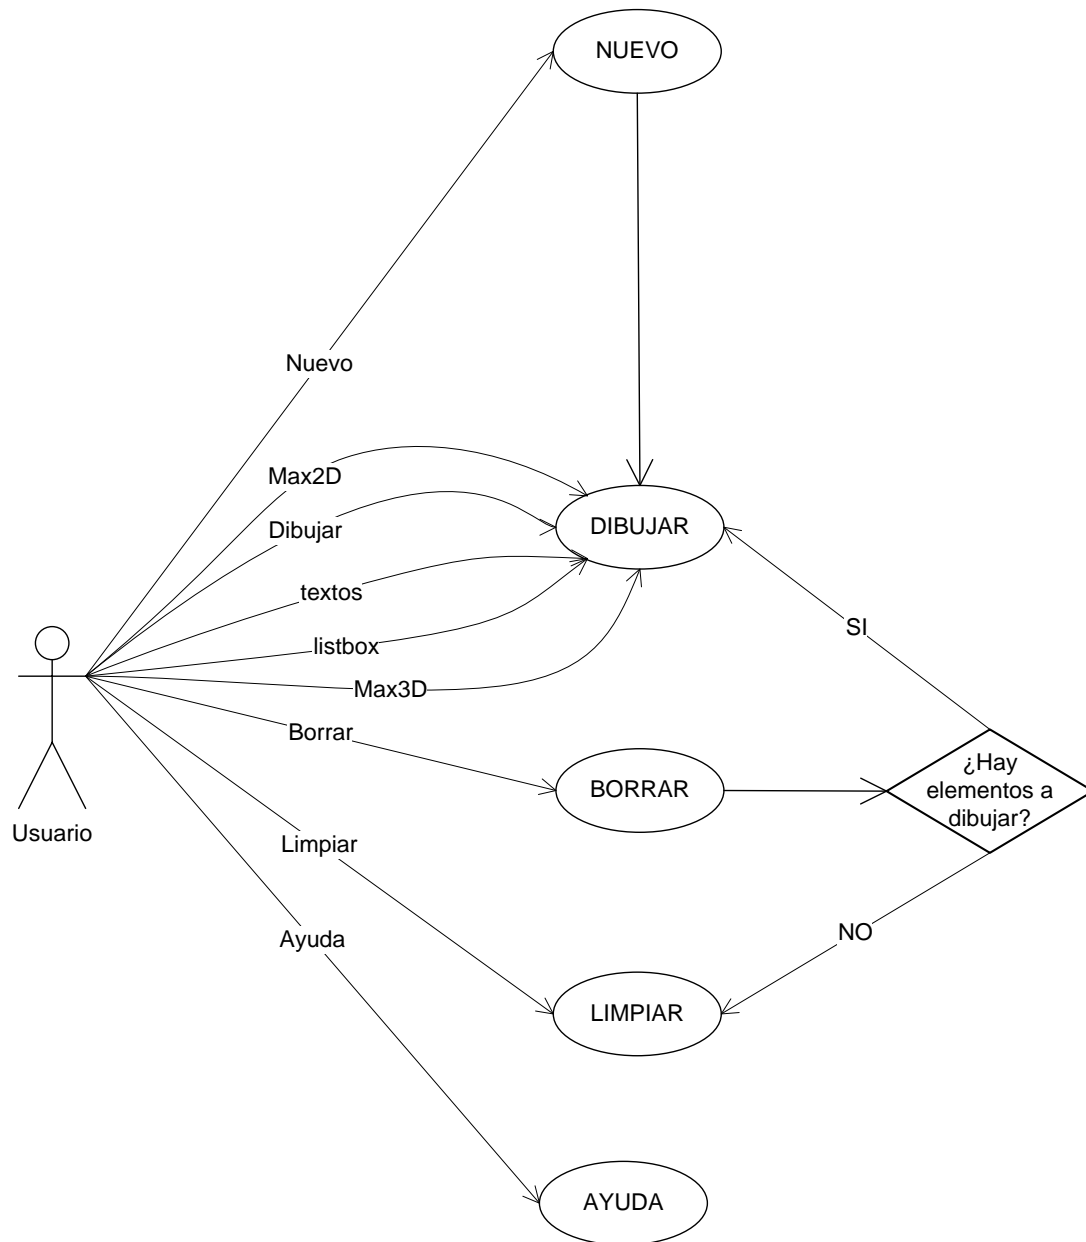 NUEVO
Nuevo
Max2D
Dibujar
DIBUJAR
textos
listbox
SI
Max3D
Borrar
¿Hay
elementos a
dibujar?
BORRAR
Usuario
Limpiar
Ayuda
NO
LIMPIAR
AYUDA